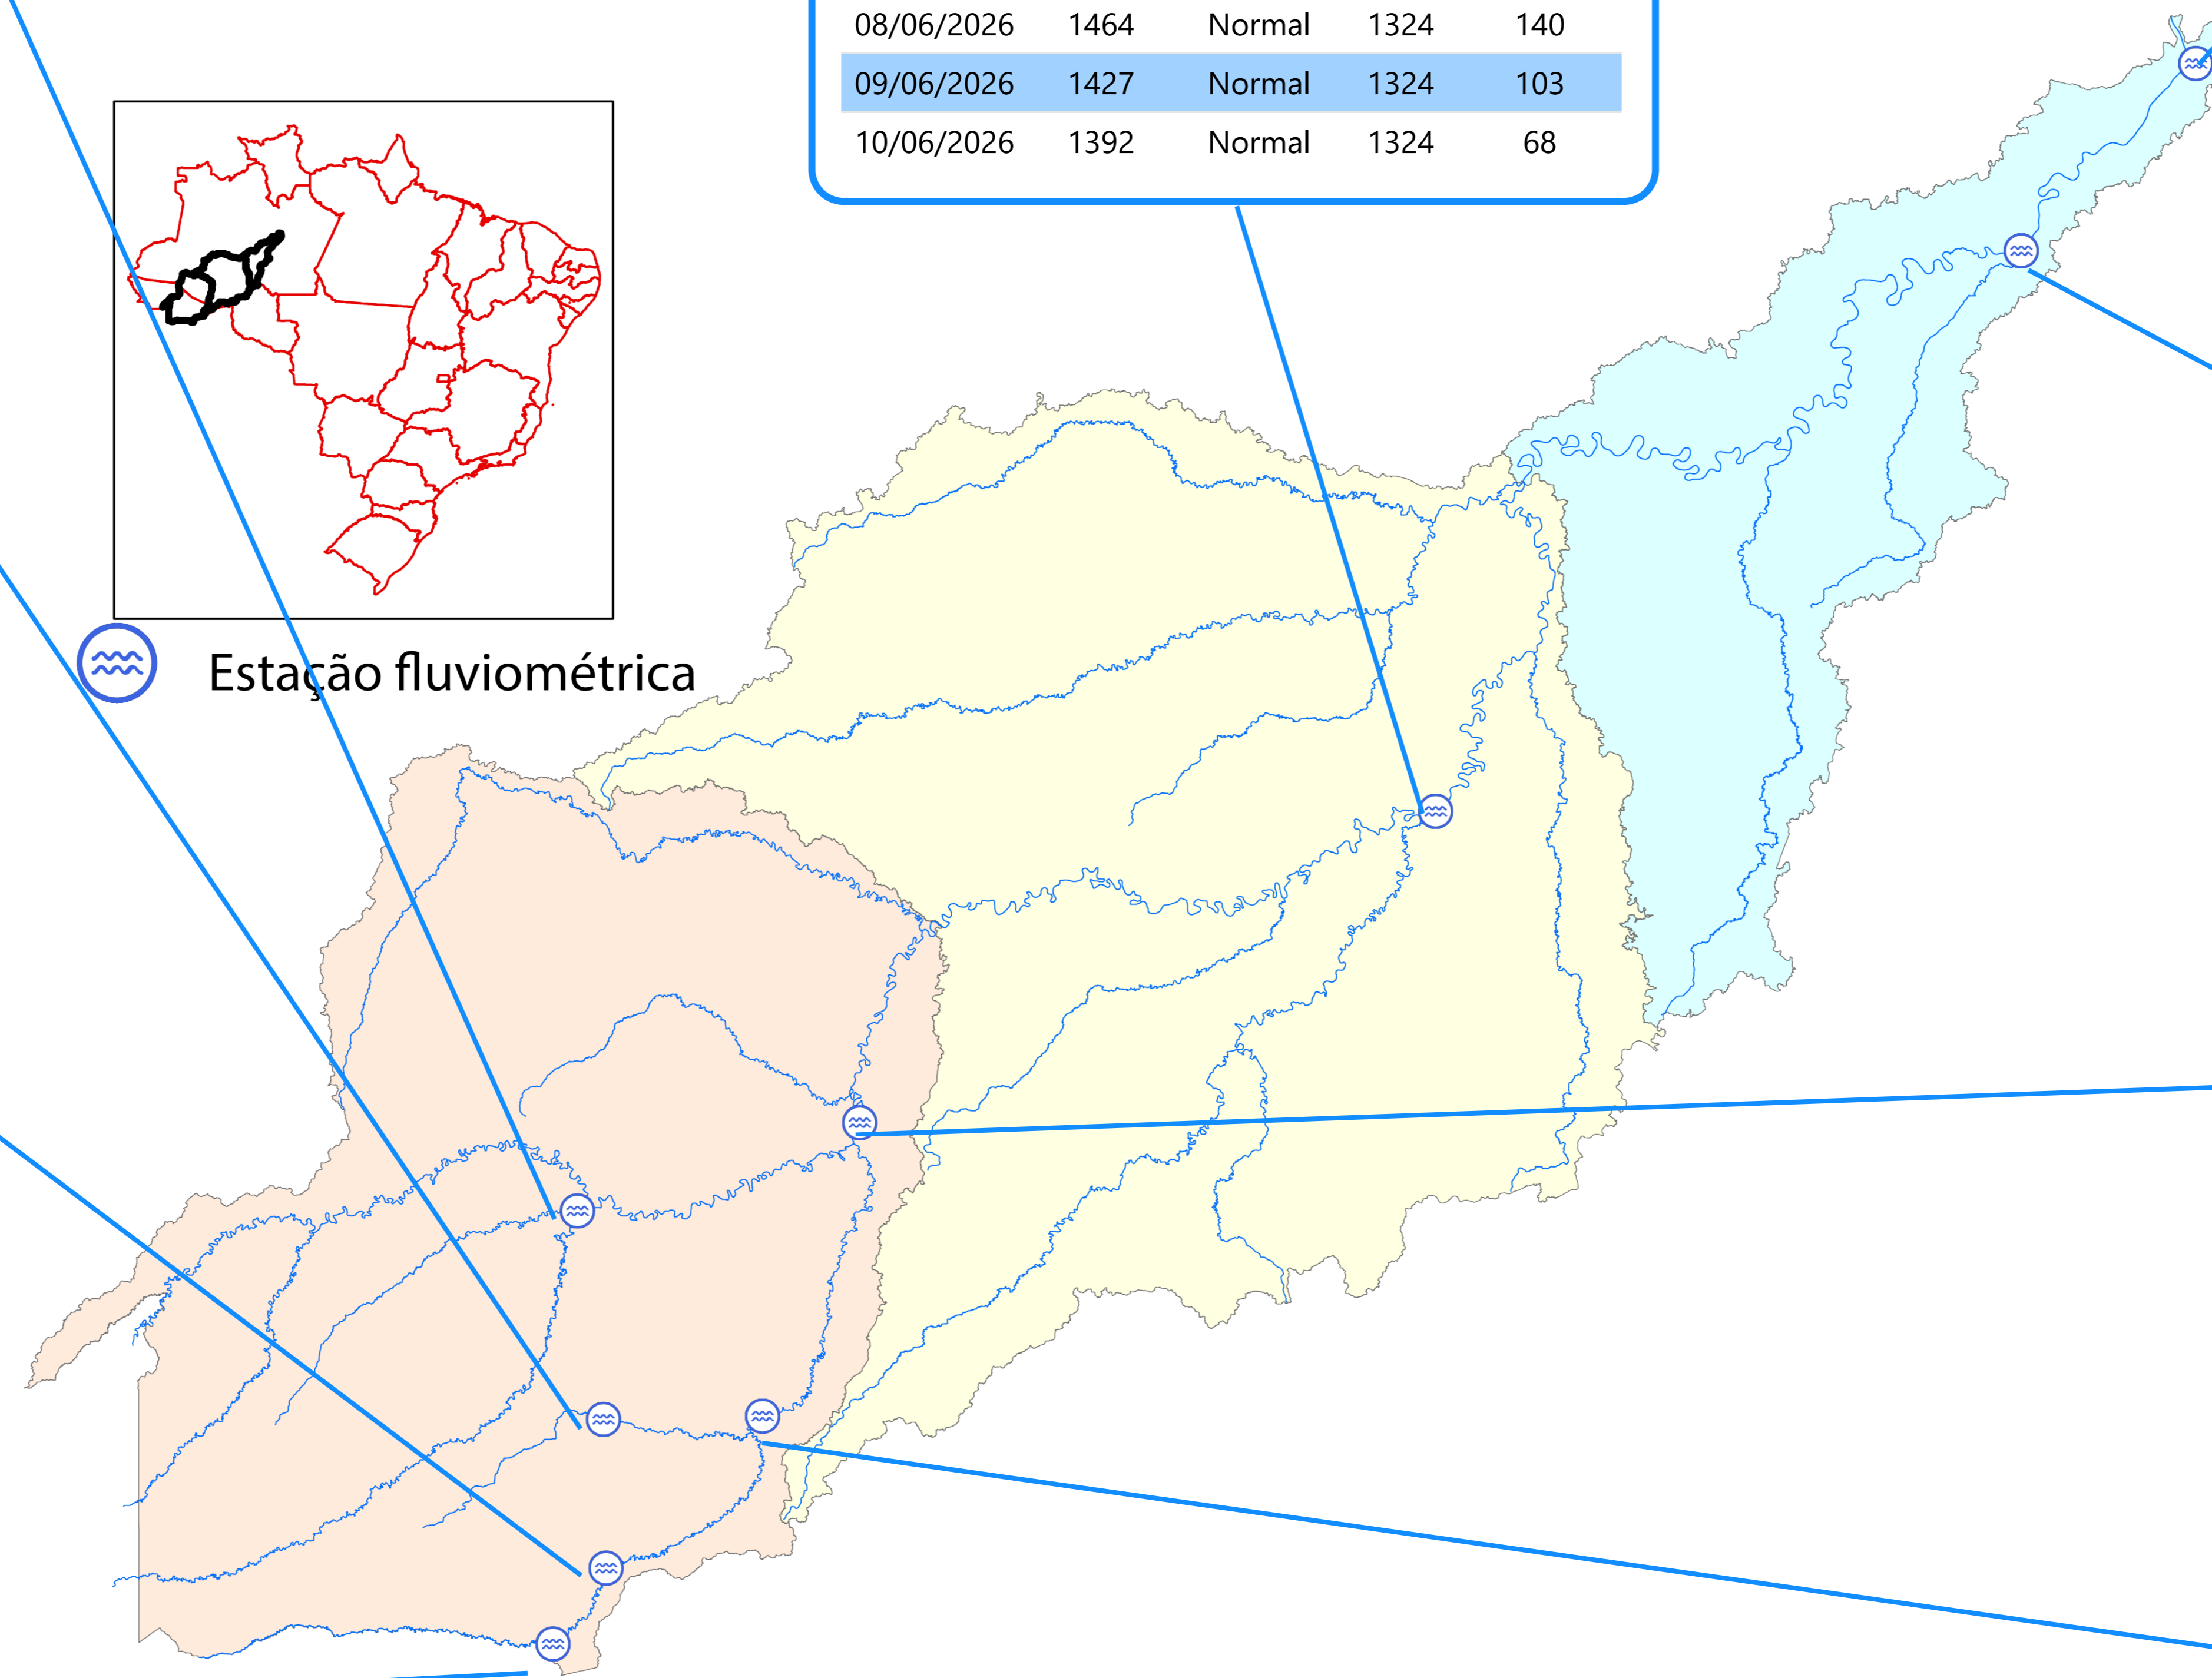 08/06/2026 1464 Normal 1324 140
09/06/2026 1427 Normal 1324 103
10/06/2026 1392 Normal 1324 68
Estação fluviométrica